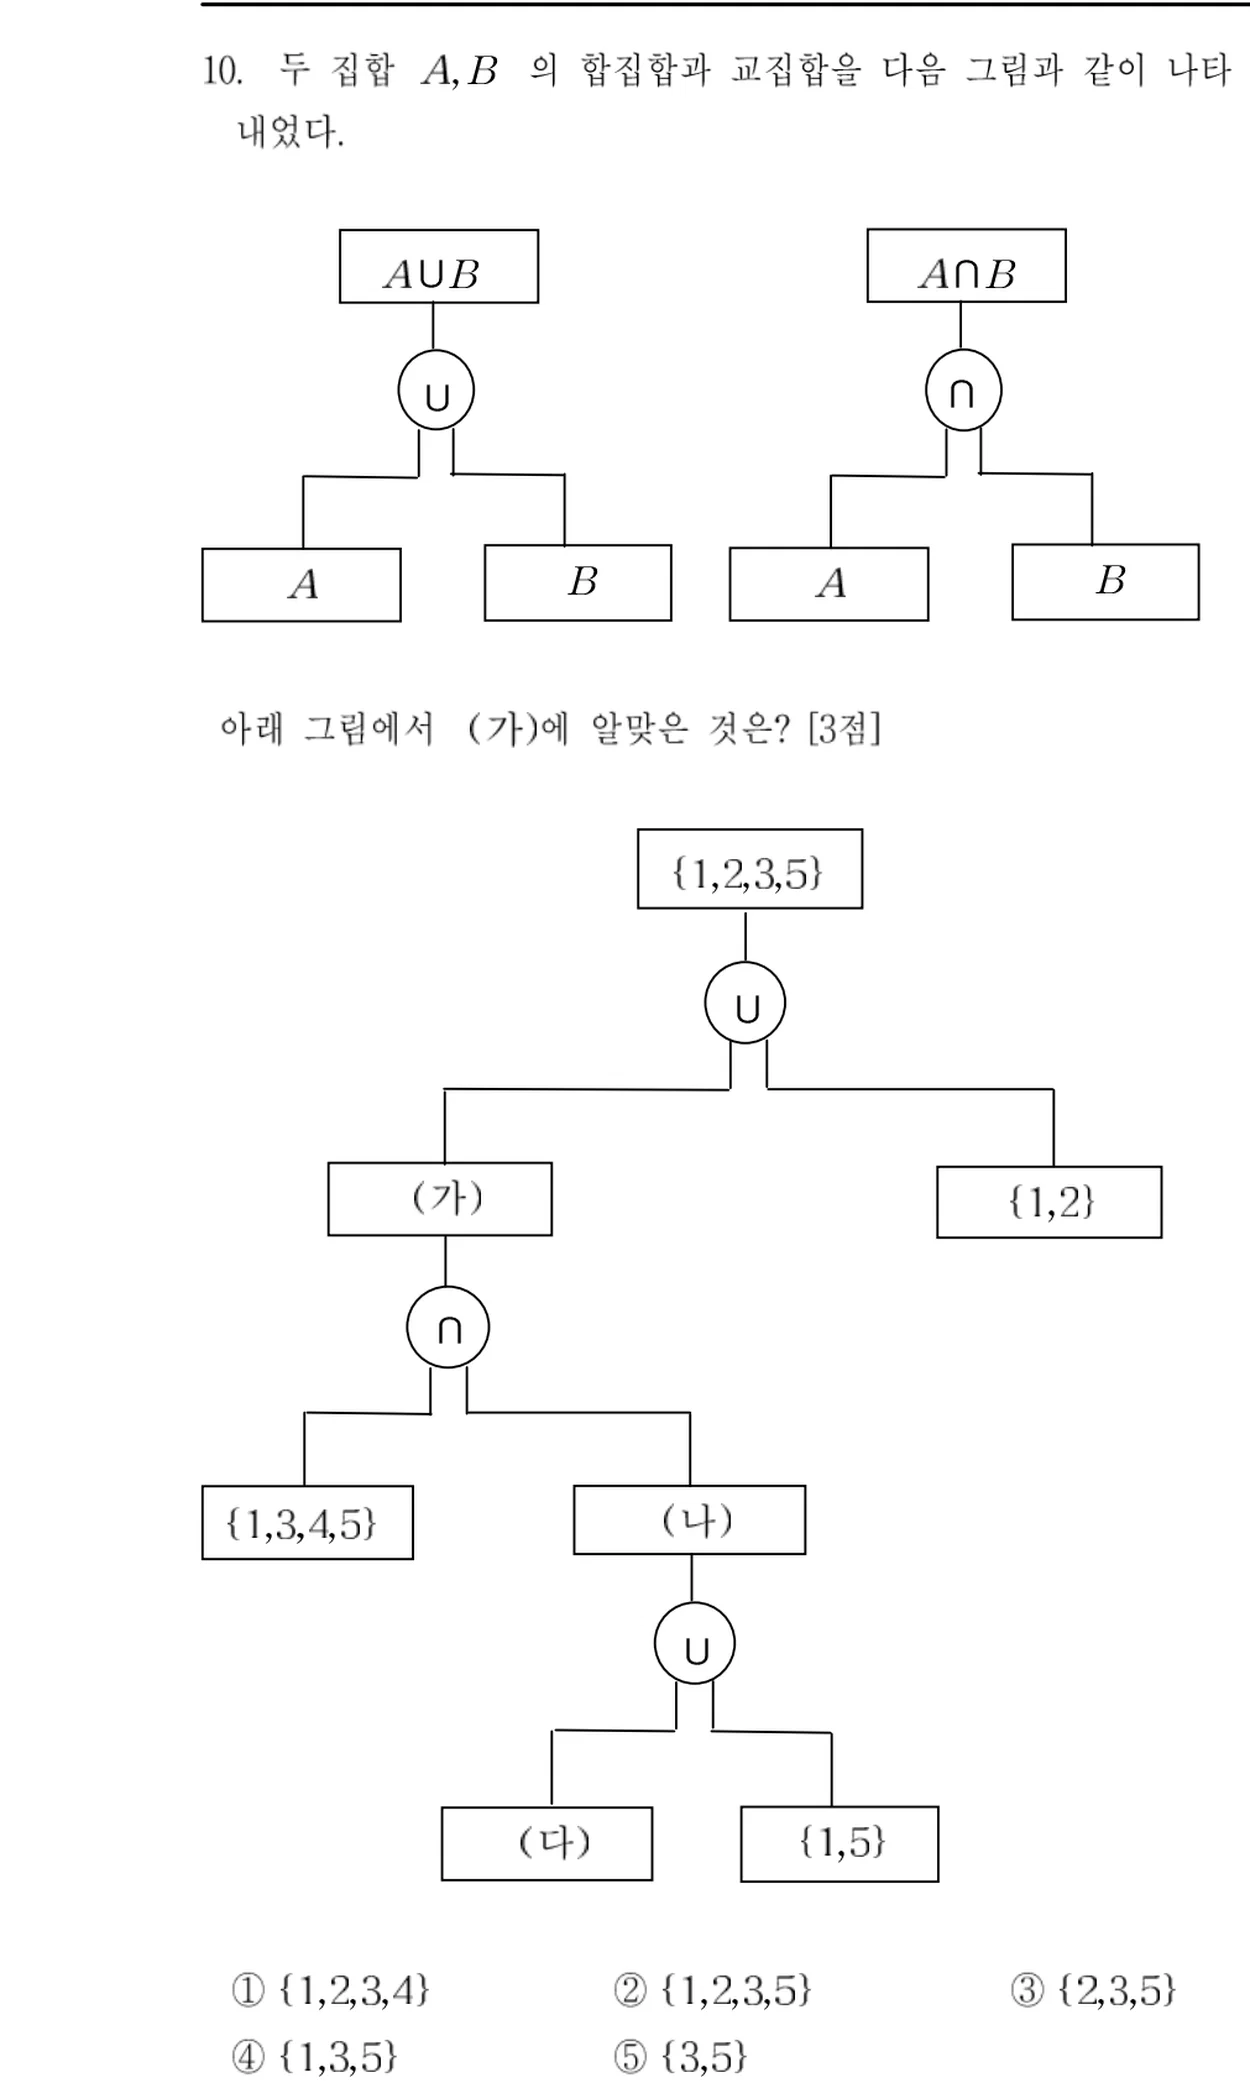 10. 두 집합 A, B 의 합집합과 교집합을 다음 그림과 같이 나타
내었다.
A∪B A∩B
∪ ∩
A B A B
아래 그림에서 (가)에 알맞은 것은? [3점]
{1,2,3,5}
∪
(가) {1,2}
∩
{1,3,4,5} (나)
∪
(다) {1,5}
① {1,2,3,4} ② {1,2,3,5} ③ {2,3,5}
④ {1,3,5} ⑤ {3,5}